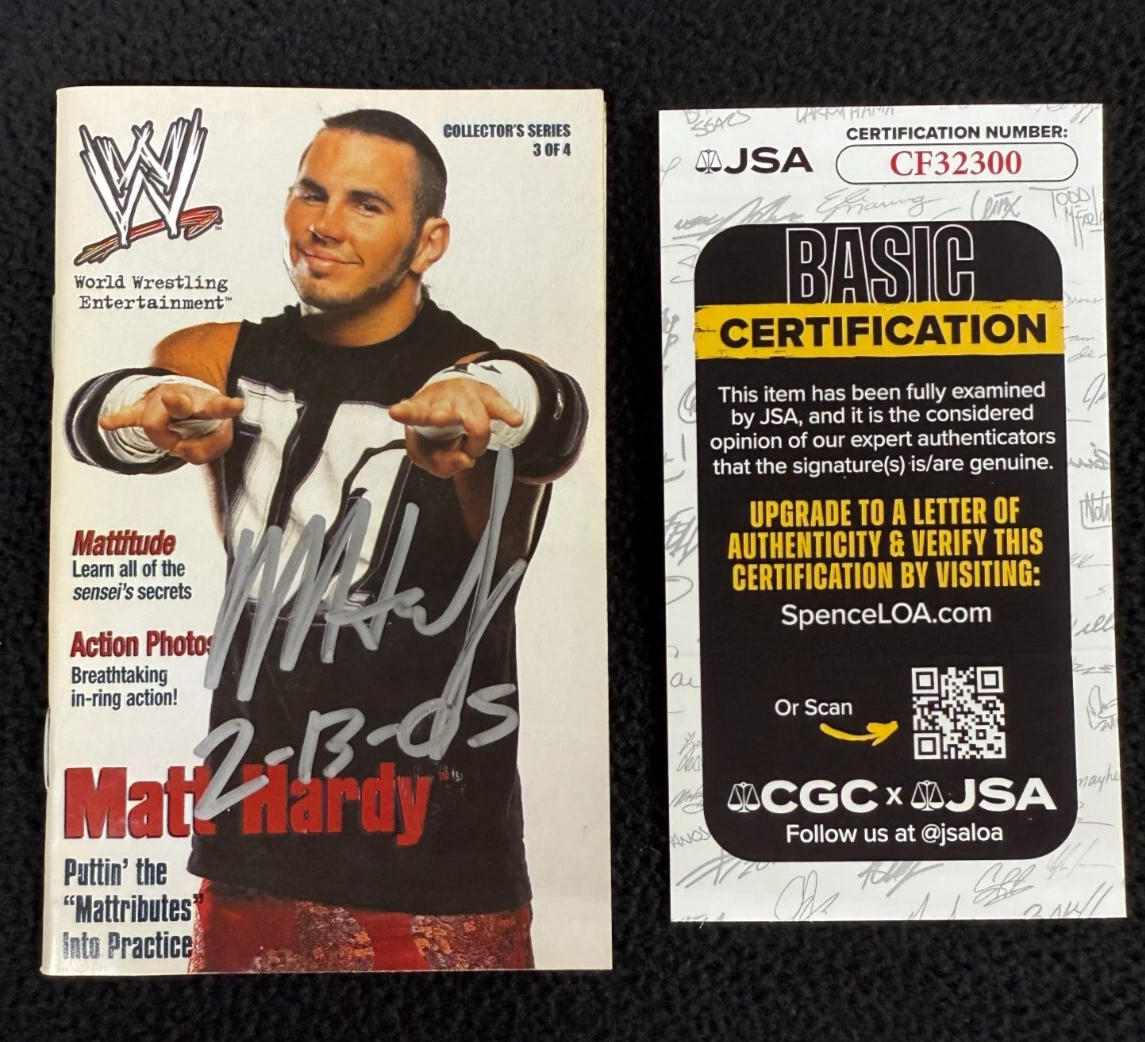 COLLECTOR'S SERIES
3 OF 4
W
World Wrestling
Entertainment™
Mattitude
Learn all of the
sensei's secrets
Action Photos
Breathtaking
in-ring action!
M Hardy
2-13-05
Matt Hardy™
Puttin' the
"Mattributes"
Into Practice
JSA
CERTIFICATION NUMBER:
CF32300
BASIC
CERTIFICATION
This item has been fully examined
by JSA, and it is the considered
opinion of our expert authenticators
that the signature(s) is/are genuine.
UPGRADE TO A LETTER OF
AUTHENTICITY & VERIFY THIS
CERTIFICATION BY VISITING:
SpenceLOA.com
Or Scan
CGC x JSA
Follow us at @jsaloa